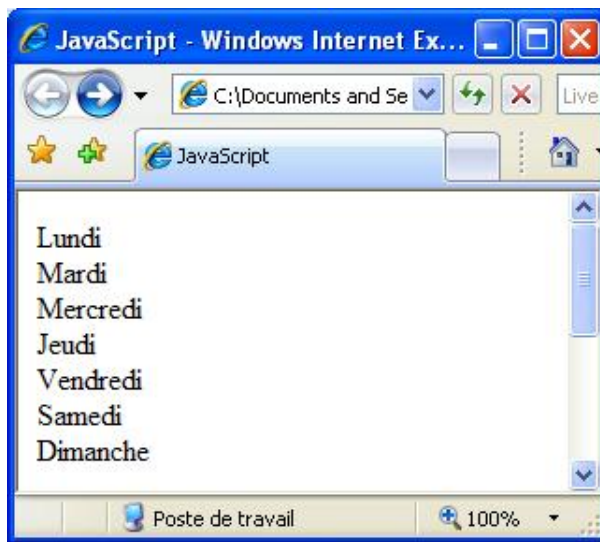 JavaScript - Windows Internet Ex...
C:\Documents and Se
Live
JavaScript
Lundi
Mardi
Mercredi
Jeudi
Vendredi
Samedi
Dimanche
Poste de travail
100%